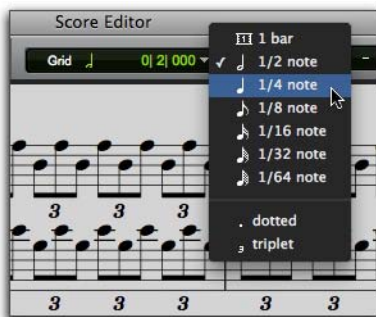 Score Editor
Grid 0| 2| 000
1 bar
✓ 1/2 note
1/4 note
1/8 note
1/16 note
1/32 note
1/64 note
. dotted
3 triplet
3 3 3
3 3 3 3 3